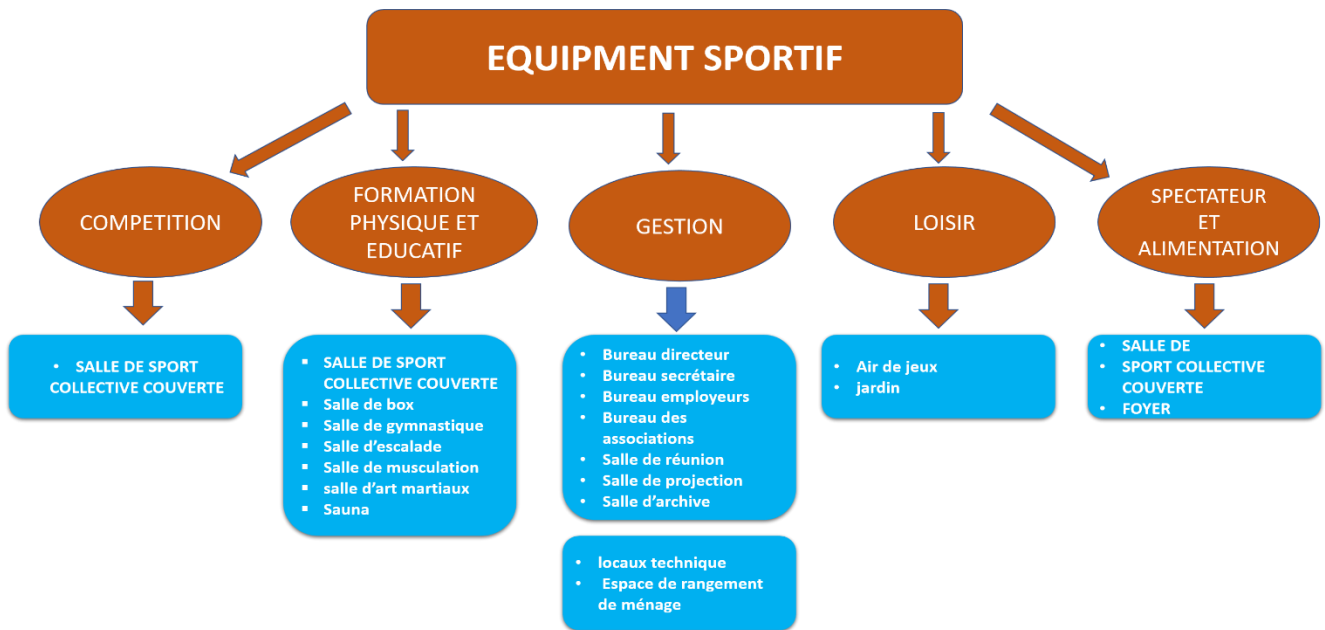 EQUIPMENT SPORTIF
COMPETITION
FORMATION
PHYSIQUE ET
EDUCATIF
GESTION
LOISIR
SPECTATEUR
ET
ALIMENTATION
• SALLE DE SPORT
COLLECTIVE COUVERTE
▪ SALLE DE SPORT
COLLECTIVE COUVERTE
▪ Salle de box
▪ Salle de gymnastique
▪ Salle d’escalade
▪ Salle de musculation
▪ salle d’art martiaux
▪ Sauna
• Bureau directeur
• Bureau secrétaire
• Bureau employeurs
• Bureau des
associations
• Salle de réunion
• Salle de projection
• Salle d’archive
• locaux technique
• Espace de rangement
de ménage
• Air de jeux
• jardin
• SALLE DE
• SPORT COLLECTIVE
COUVERTE
• FOYER